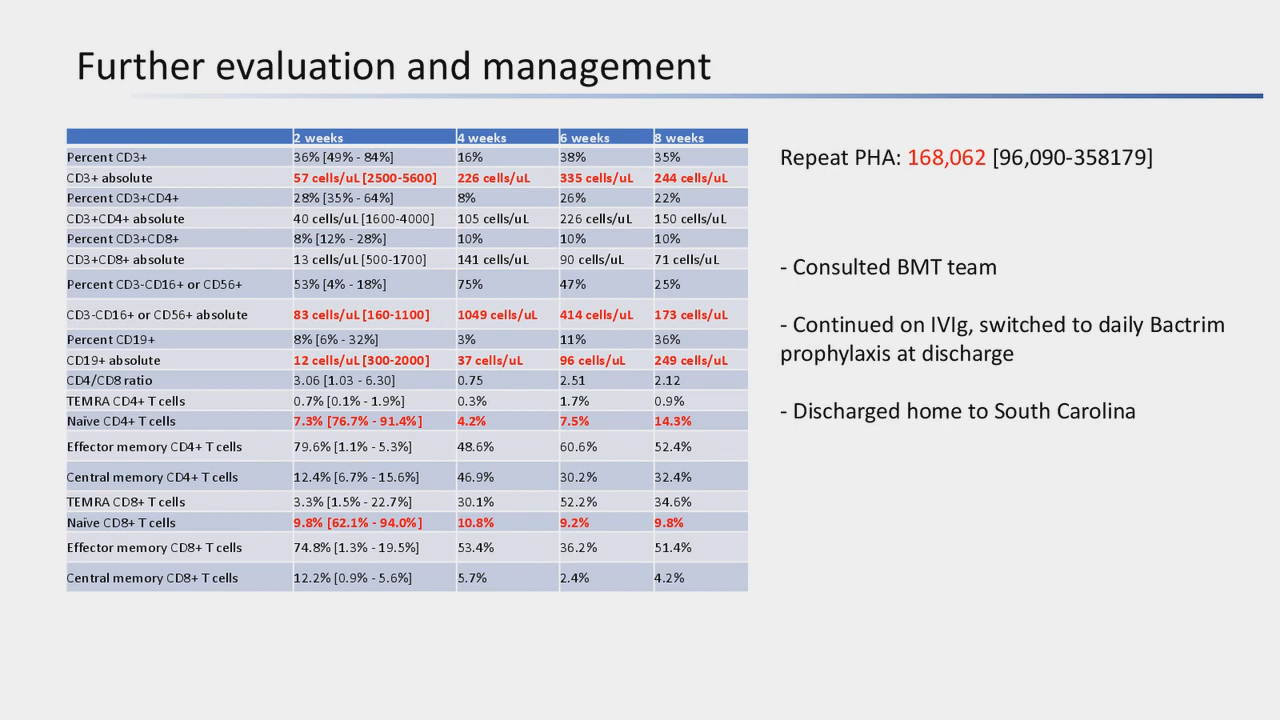 Further evaluation and management
2 weeks 4 weeks 6 weeks 8 weeks
Percent CD3+ 36% [49% - 84%] 16% 38% 35%
CD3+ absolute 57 cells/uL [2500-5600] 226 cells/uL 335 cells/uL 244 cells/uL
Percent CD3+CD4+ 28% [35% - 64%] 8% 26% 22%
CD3+CD4+ absolute 40 cells/uL [1600-4000] 105 cells/uL 226 cells/uL 150 cells/uL
Percent CD3+CD8+ 8% [12% - 28%] 10% 10% 10%
CD3+CD8+ absolute 13 cells/uL [500-1700] 141 cells/uL 90 cells/uL 71 cells/uL
Percent CD3-CD16+ or CD56+ 53% [4% - 18%] 75% 47% 25%
CD3-CD16+ or CD56+ absolute 83 cells/uL [160-1100] 1049 cells/uL 414 cells/uL 173 cells/uL
Percent CD19+ 8% [6% - 32%] 3% 11% 36%
CD19+ absolute 12 cells/uL [300-2000] 37 cells/uL 96 cells/uL 249 cells/uL
CD4/CD8 ratio 3.06 [1.03 - 6.30] 0.75 2.51 2.12
TEMRA CD4+ T cells 0.7% [0.1% - 1.9%] 0.3% 1.7% 0.9%
Naïve CD4+ T cells 7.3% [76.7% - 91.4%] 4.2% 7.5% 14.3%
Effector memory CD4+ T cells 79.6% [1.1% - 5.3%] 48.6% 60.6% 52.4%
Central memory CD4+ T cells 12.4% [6.7% - 15.6%] 46.9% 30.2% 32.4%
TEMRA CD8+ T cells 3.3% [1.5% - 22.7%] 30.1% 52.2% 34.6%
Naïve CD8+ T cells 9.8% [62.1% - 94.0%] 10.8% 9.2% 9.8%
Effector memory CD8+ T cells 74.8% [1.3% - 19.5%] 53.4% 36.2% 51.4%
Central memory CD8+ T cells 12.2% [0.9% - 5.6%] 5.7% 2.4% 4.2%
Repeat PHA: 168,062 [96,090-358179]
- Consulted BMT team
- Continued on IVIg, switched to daily Bactrim
prophylaxis at discharge
- Discharged home to South Carolina